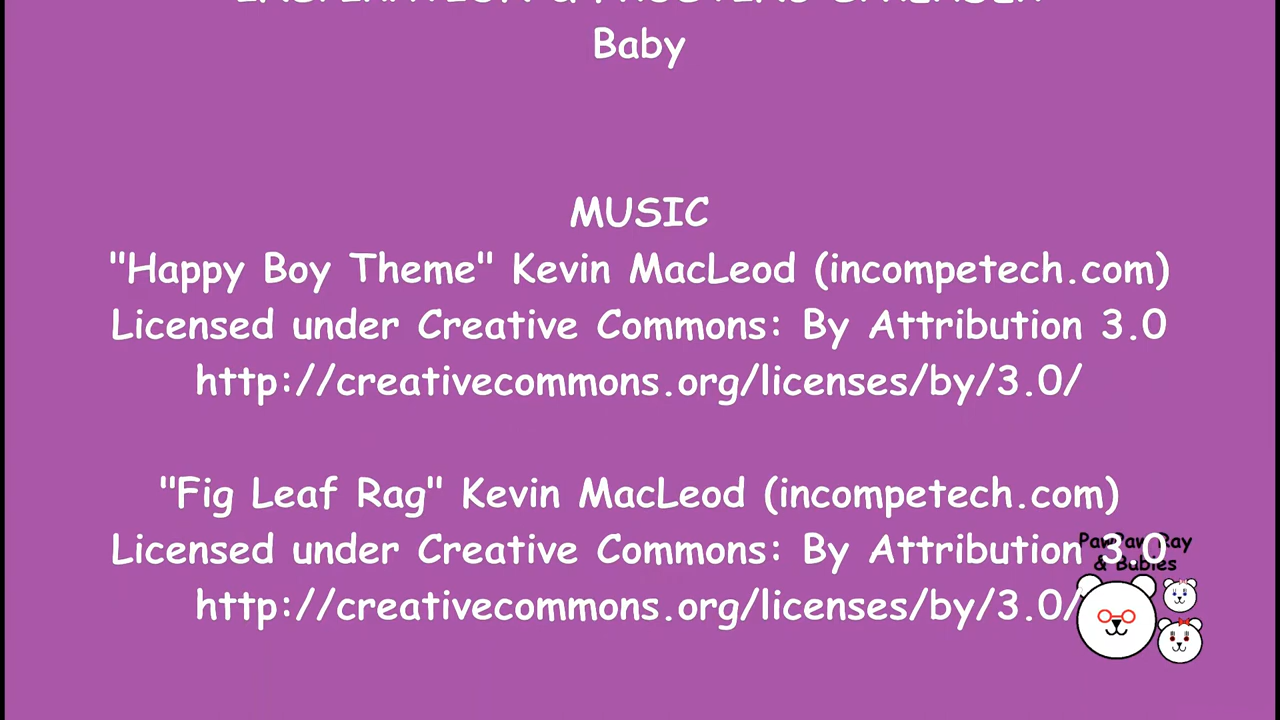 Baby
MUSIC
"Happy Boy Theme" Kevin MacLeod (incompetech.com)
Licensed under Creative Commons: By Attribution 3.0
http://creativecommons.org/licenses/by/3.0/
"Fig Leaf Rag" Kevin MacLeod (incompetech.com)
Licensed under Creative Commons: By Attribution 3.0
http://creativecommons.org/licenses/by/3.0/
PawPaw Ray
& Babies